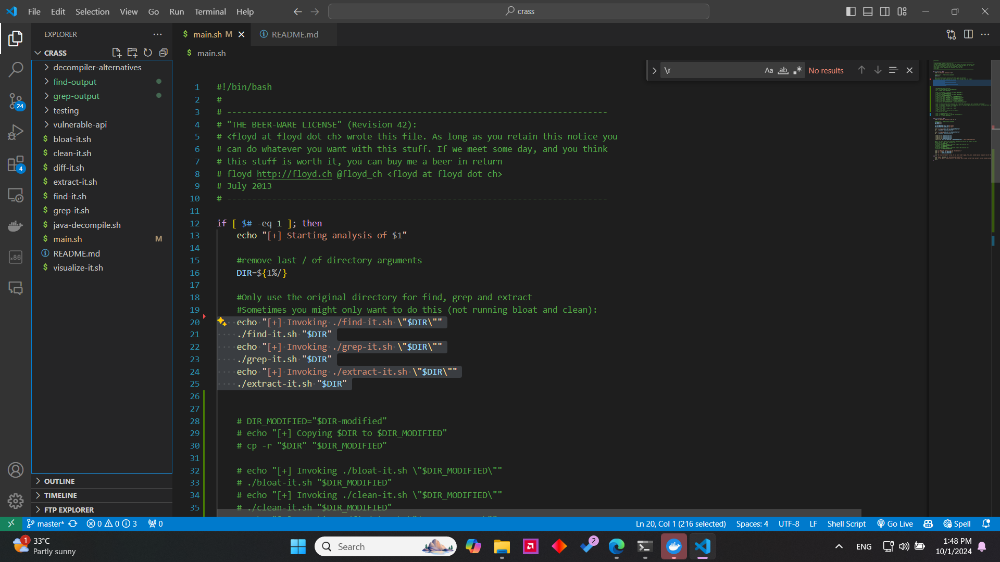 File Edit Selection View Go Run Terminal Help
crass
EXPLORER
CRASS
decompiler-alternatives
find-output
grep-output
testing
vulnerable-api
$ bloat-it.sh
$ clean-it.sh
$ diff-it.sh
$ extract-it.sh
$ find-it.sh
$ grep-it.sh
$ java-decompile.sh
$ main.sh M
README.md
$ visualize-it.sh
OUTLINE
TIMELINE
FTP EXPLORER
24
4
x86
$ main.sh M
README.md
$ main.sh
\r
Aa ab
No results
1 #!/bin/bash
2 #
3 # ----------------------------------------------------------------------------
4 # "THE BEER-WARE LICENSE" (Revision 42):
5 # <floyd at floyd dot ch> wrote this file. As long as you retain this notice you
6 # can do whatever you want with this stuff. If we meet some day, and you think
7 # this stuff is worth it, you can buy me a beer in return
8 # floyd http://floyd.ch @floyd_ch <floyd at floyd dot ch>
9 # July 2013
10 # ----------------------------------------------------------------------------
11
12 if [ $# -eq 1 ]; then
13 echo "[+] Starting analysis of $1"
14
15 #remove last / of directory arguments
16 DIR=${1%/}
17
18 #Only use the original directory for find, grep and extract
19 #Sometimes you might only want to do this (not running bloat and clean):
20 echo "[+] Invoking ./find-it.sh \"$DIR\""
21 ./find-it.sh "$DIR"
22 echo "[+] Invoking ./grep-it.sh \"$DIR\""
23 ./grep-it.sh "$DIR"
24 echo "[+] Invoking ./extract-it.sh \"$DIR\""
25 ./extract-it.sh "$DIR"
26
27
28 # DIR_MODIFIED="$DIR-modified"
29 # echo "[+] Copying $DIR to $DIR_MODIFIED"
30 # cp -r "$DIR" "$DIR_MODIFIED"
31
32 # echo "[+] Invoking ./bloat-it.sh \"$DIR_MODIFIED\""
33 # ./bloat-it.sh "$DIR_MODIFIED"
34 # echo "[+] Invoking ./clean-it.sh \"$DIR_MODIFIED\""
35 # ./clean-it.sh "$DIR_MODIFIED"
master* 0 0 3 0
Ln 20, Col 1 (216 selected) Spaces: 4 UTF-8 LF Shell Script Go Live Spell
1
33°C
Partly sunny
Search
2
ENG
1:48 PM
10/1/2024